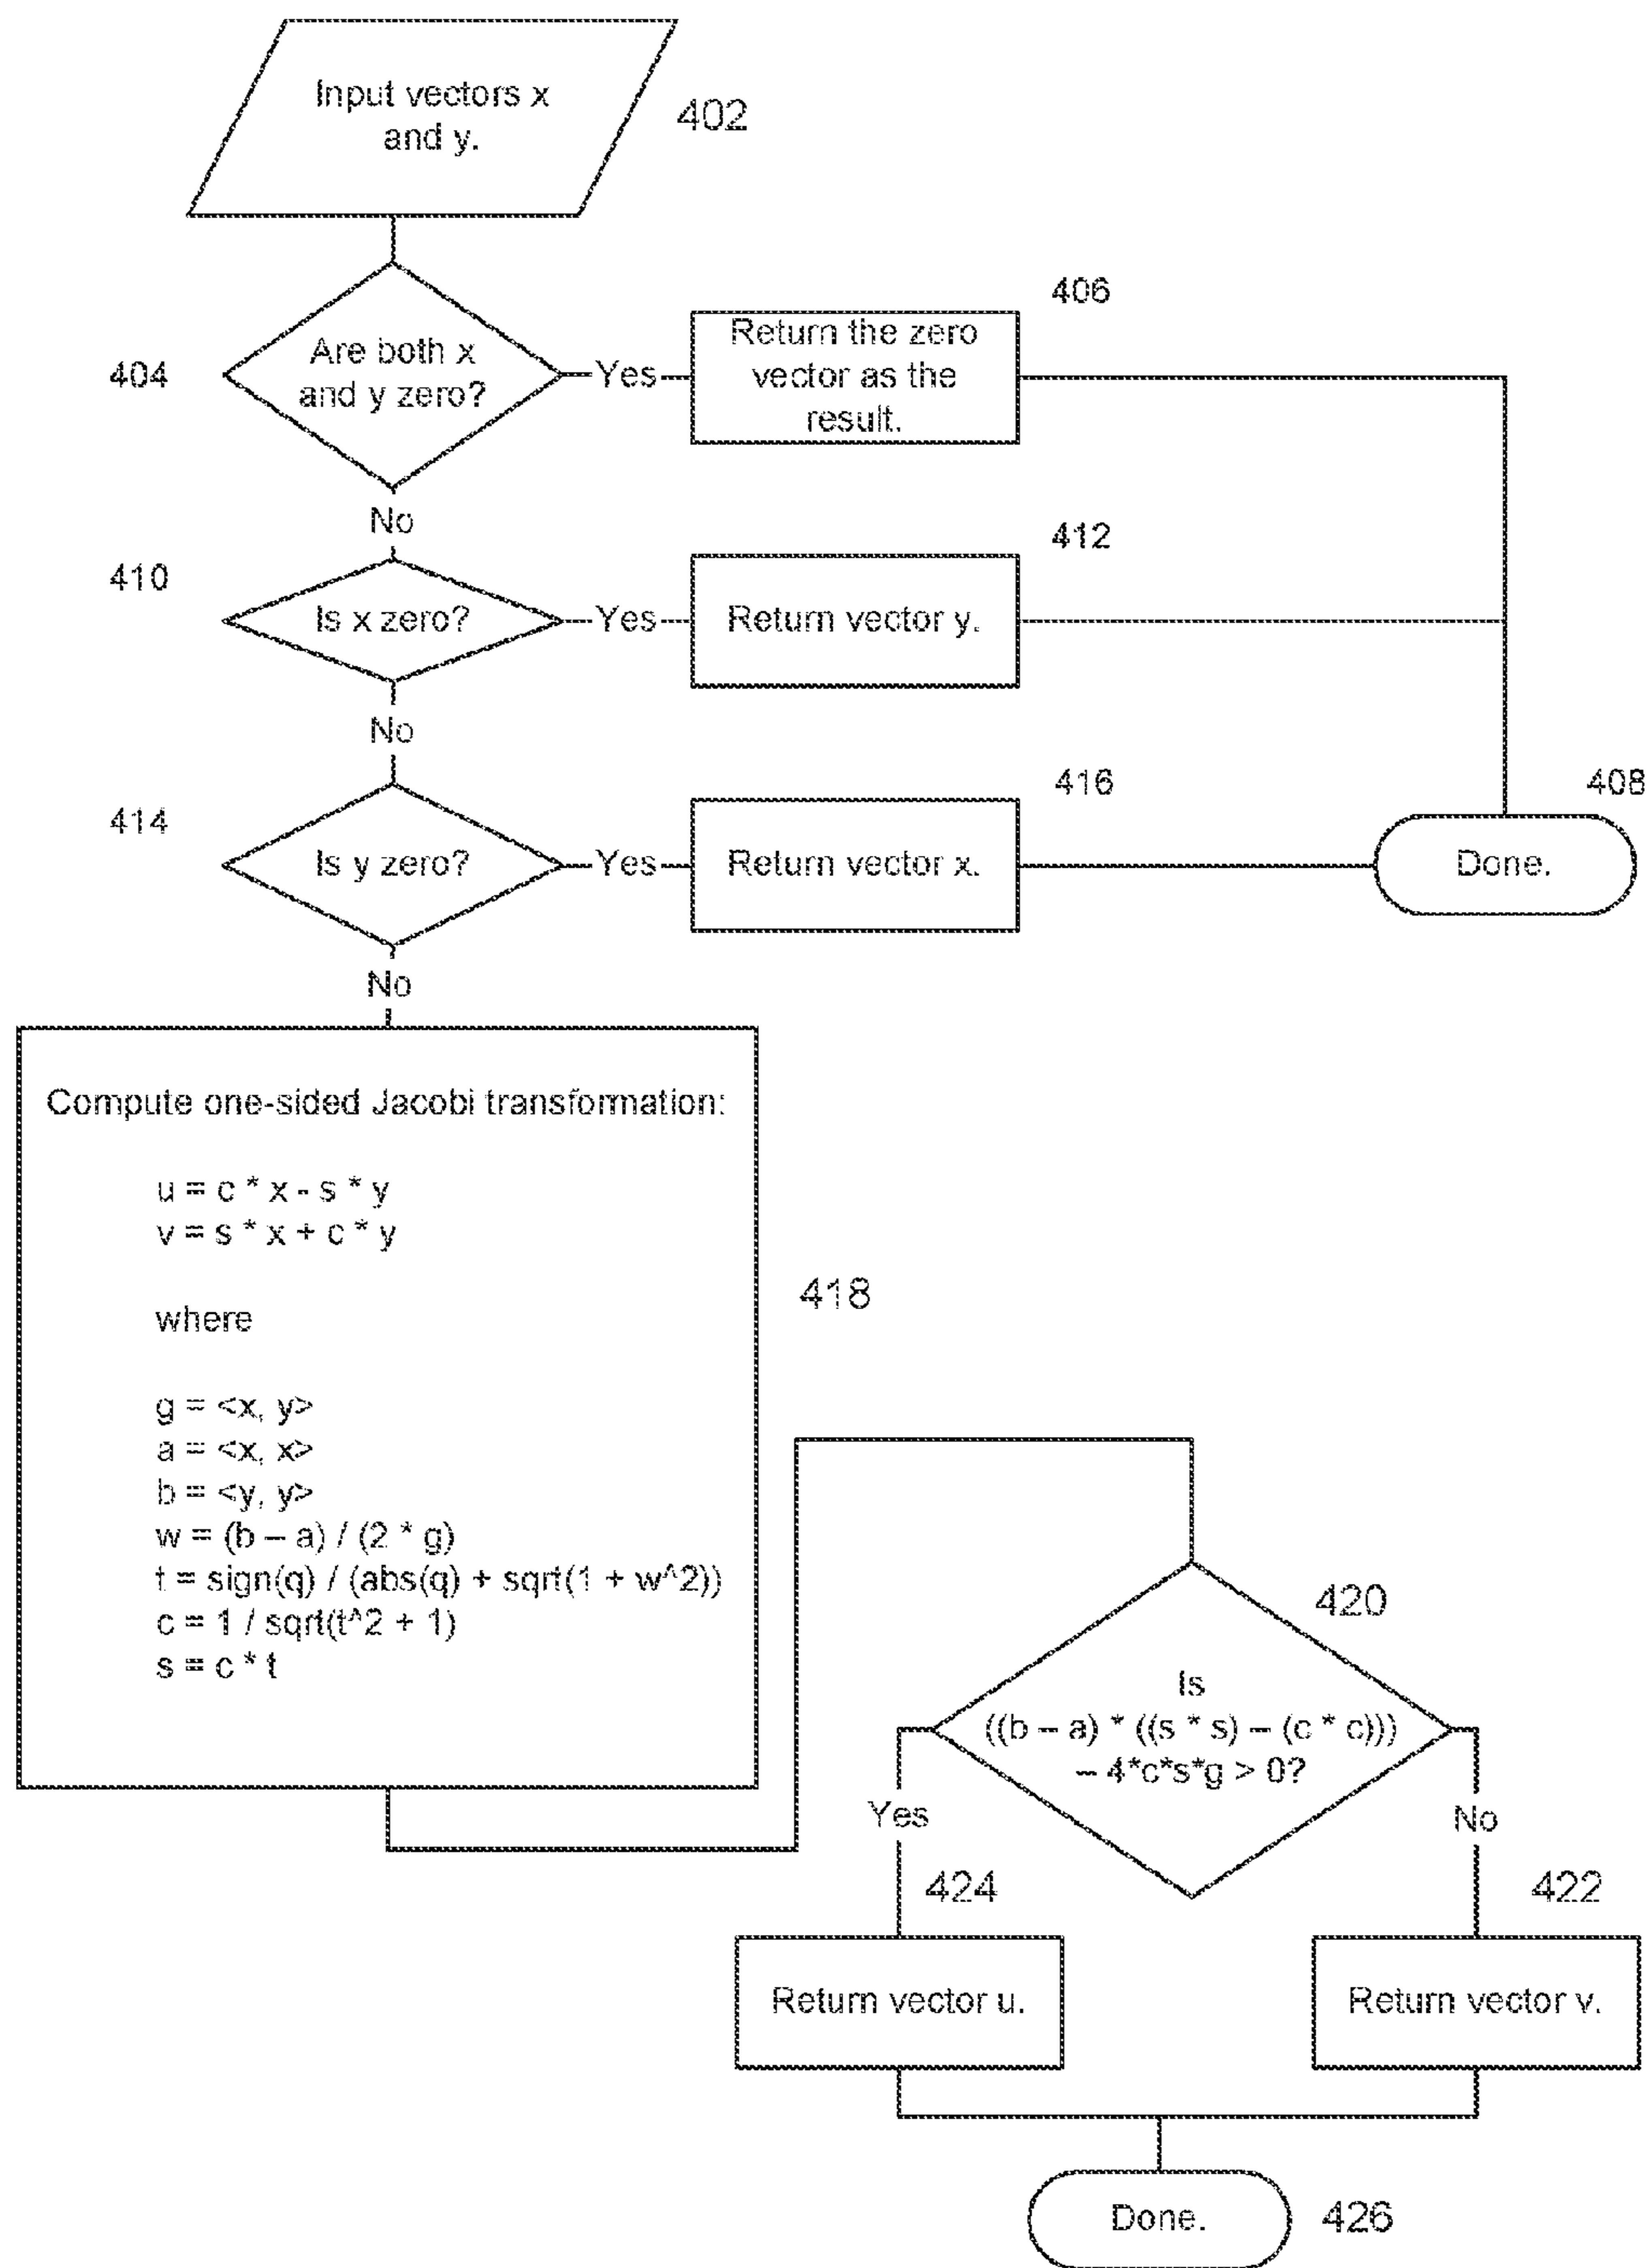 Input vectors x
and y.
402
404
Are both x
and y zero?
Yes
406
Return the zero
vector as the
result.
No
410
Is x zero?
Yes
412
Return vector y.
No
414
Is y zero?
Yes
416
Return vector x.
408
Done.
No
Compute one-sided Jacobi transformation:
u = c * x - s * y
v = s * x + c * y
where
g = <x, y>
a = <x, x>
b = <y, y>
w = (b – a) / (2 * g)
t = sign(q) / (abs(q) + sqrt(1 + w^2))
c = 1 / sqrt(t^2 + 1)
s = c * t
418
420
Is
((b – a) * ((s * s) – (c * c)))
– 4*c*s*g > 0?
Yes
No
424
422
Return vector u.
Return vector v.
Done.
426